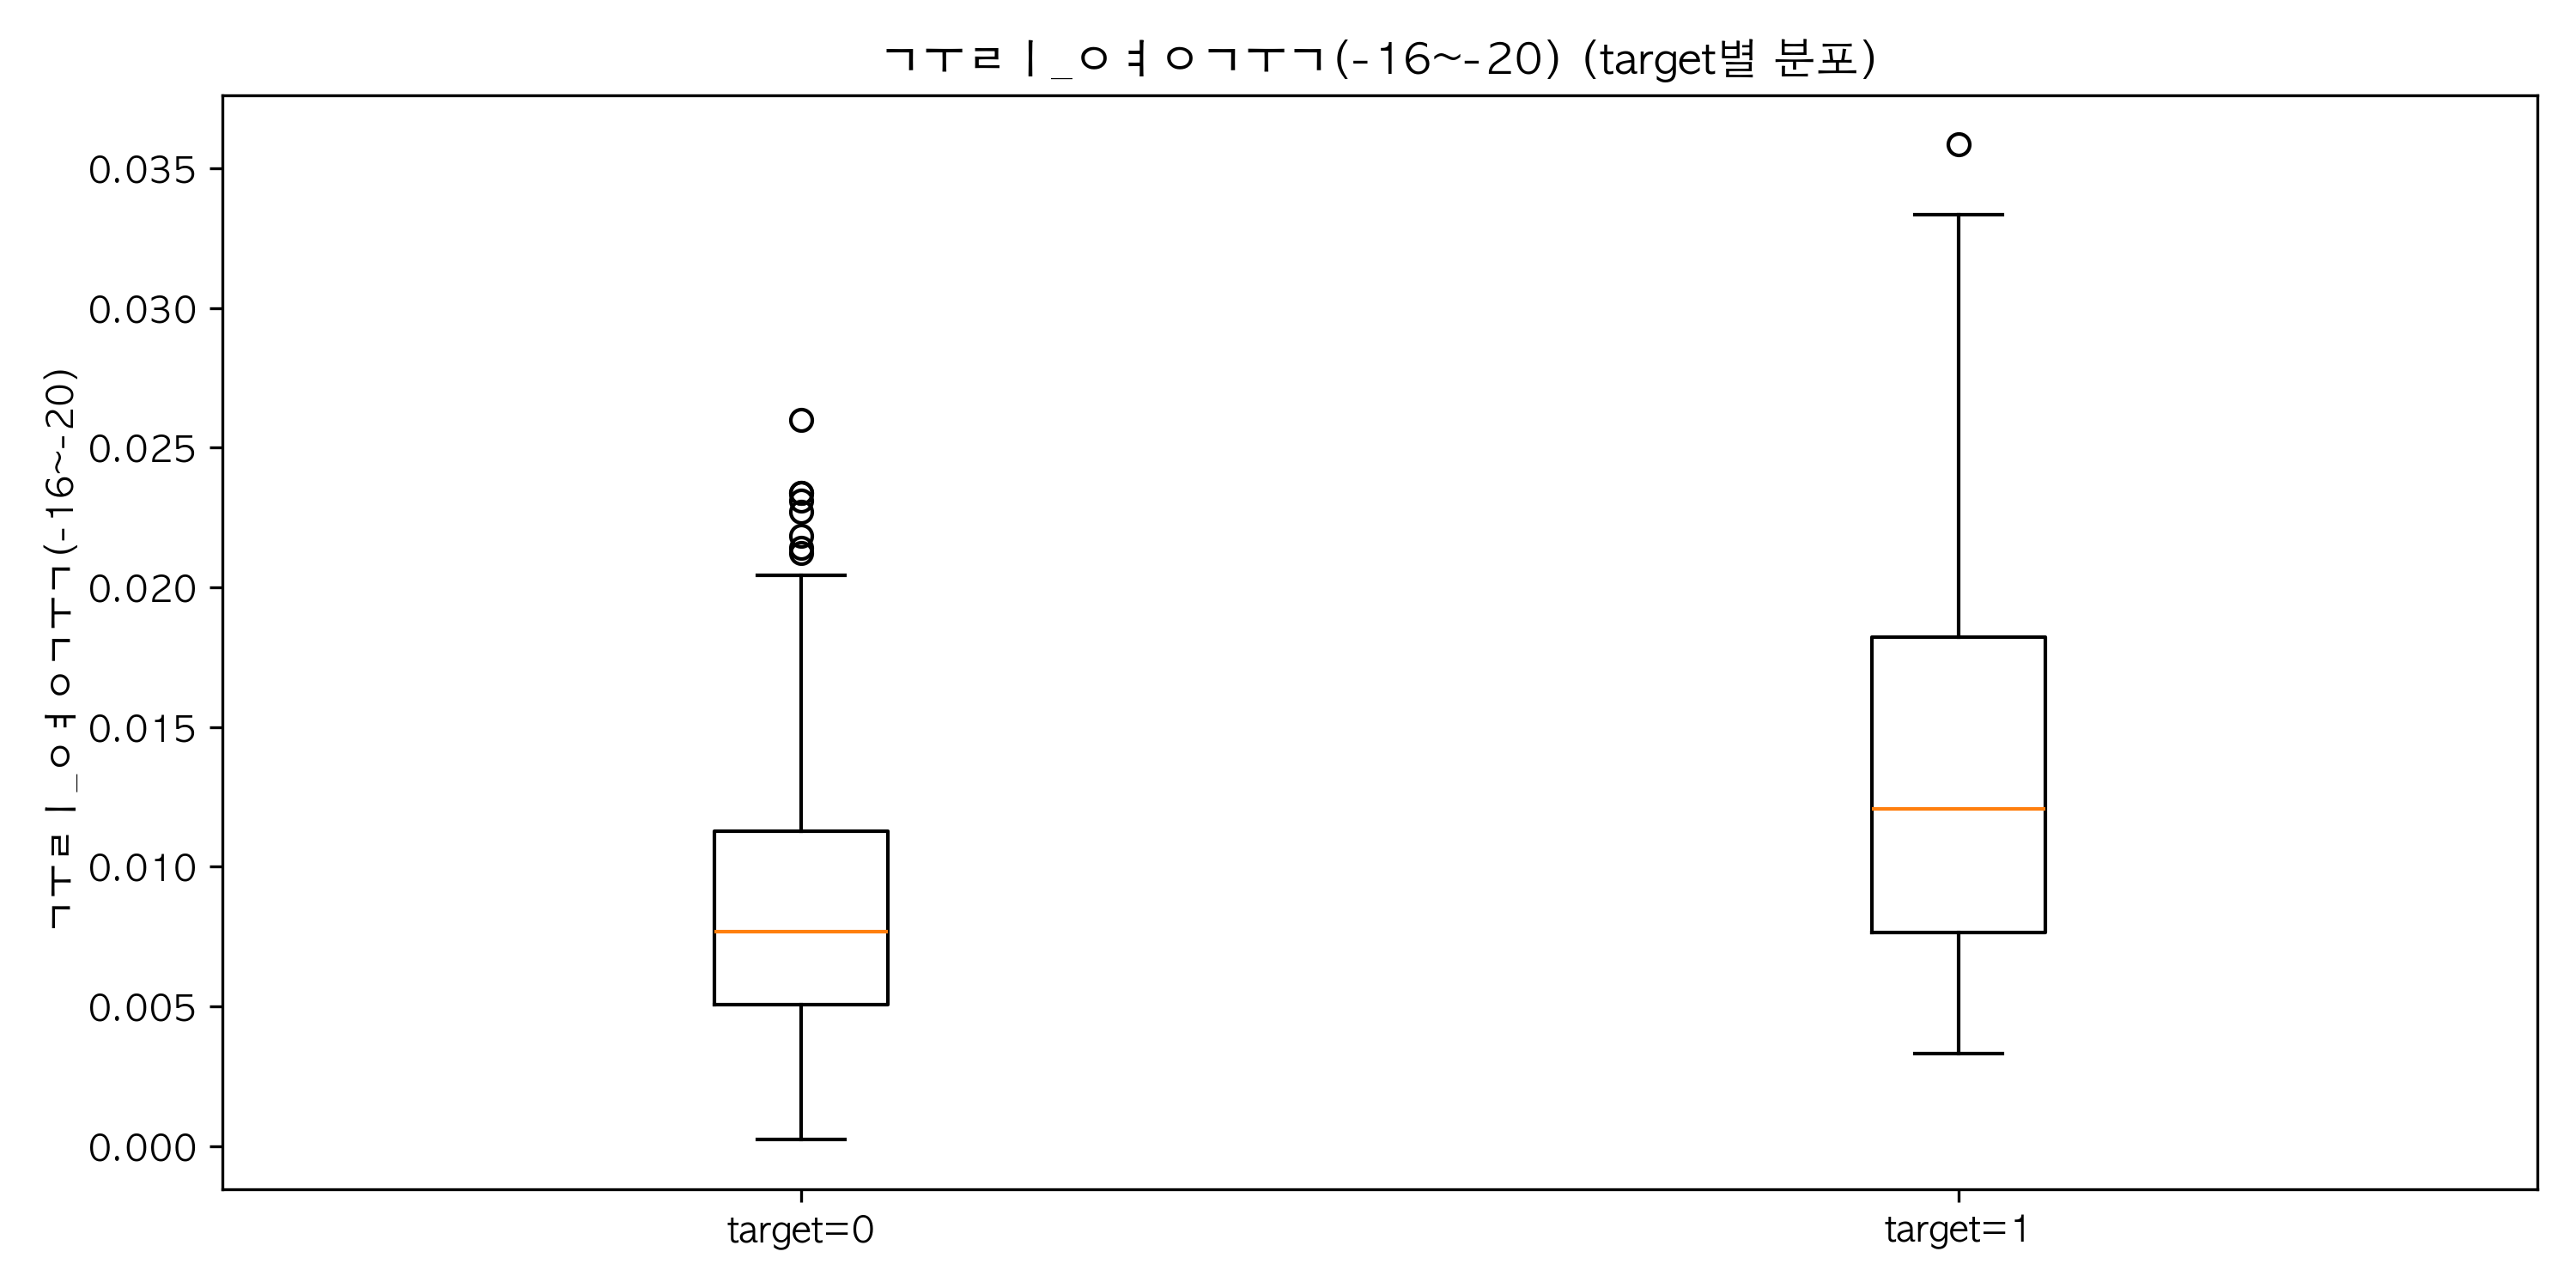 ㄱㅜㄹㅣ_ㅇㅕㅇㄱㅜㄱ(-16~-20) (target별 분포)
ㄱㅜㄹㅣ_ㅇㅕㅇㄱㅜㄱ(-16~-20)
0.035
0.030
0.025
0.020
0.015
0.010
0.005
0.000
target=0
target=1